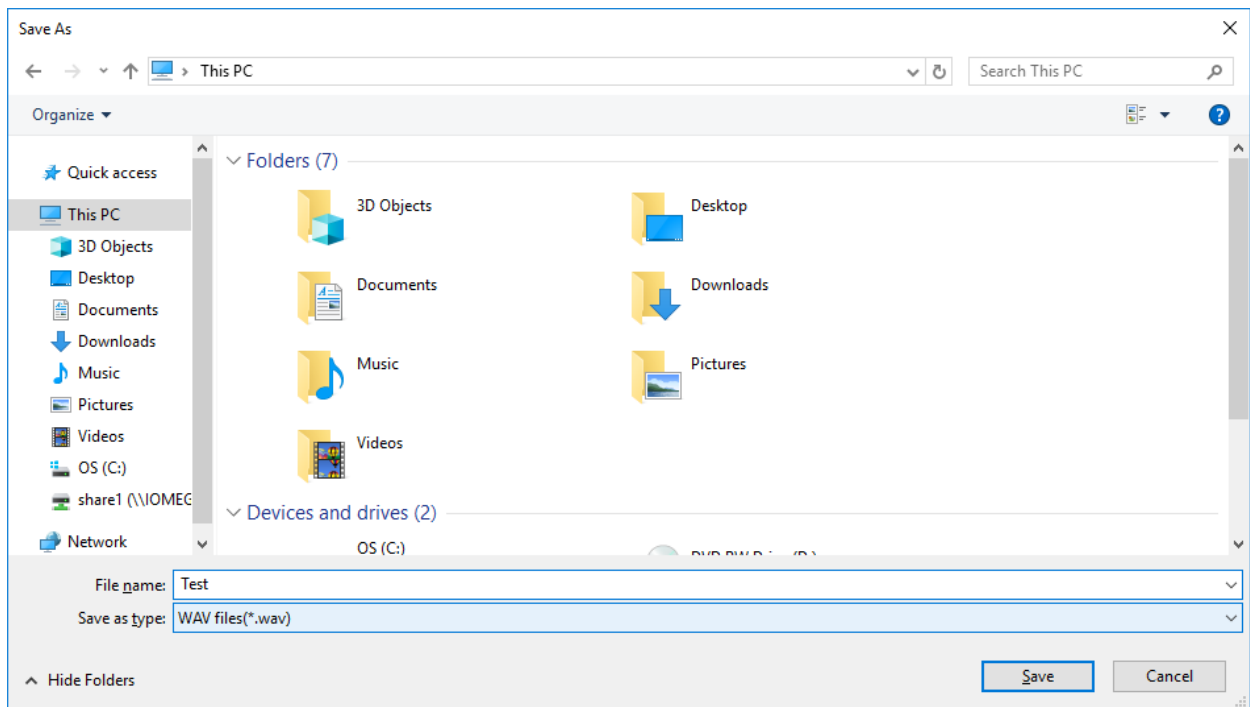 Save As
This PC
Search This PC
Organize
Quick access
This PC
3D Objects
Desktop
Documents
Downloads
Music
Pictures
Videos
OS (C:)
share1 (\\IOMEG
Network
Folders (7)
3D Objects
Desktop
Documents
Downloads
Music
Pictures
Videos
Devices and drives (2)
OS (C:)
File name: Test
Save as type: WAV files(*.wav)
Hide Folders
Save
Cancel